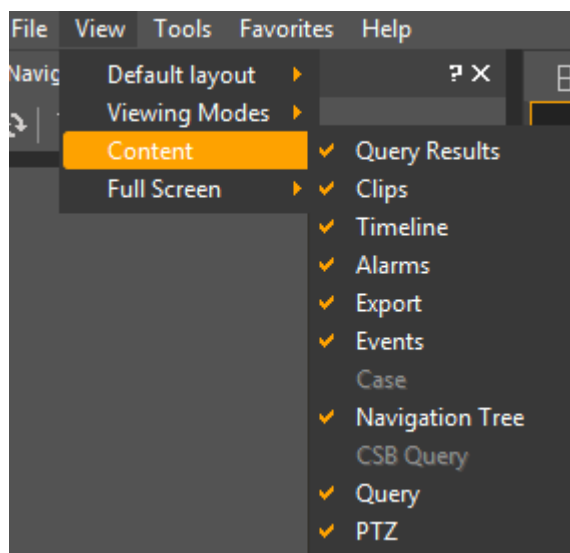 File View Tools Favorites Help
Navig
Default layout
Viewing Modes
Content
Full Screen
Query Results
Clips
Timeline
Alarms
Export
Events
Case
Navigation Tree
CSB Query
Query
PTZ